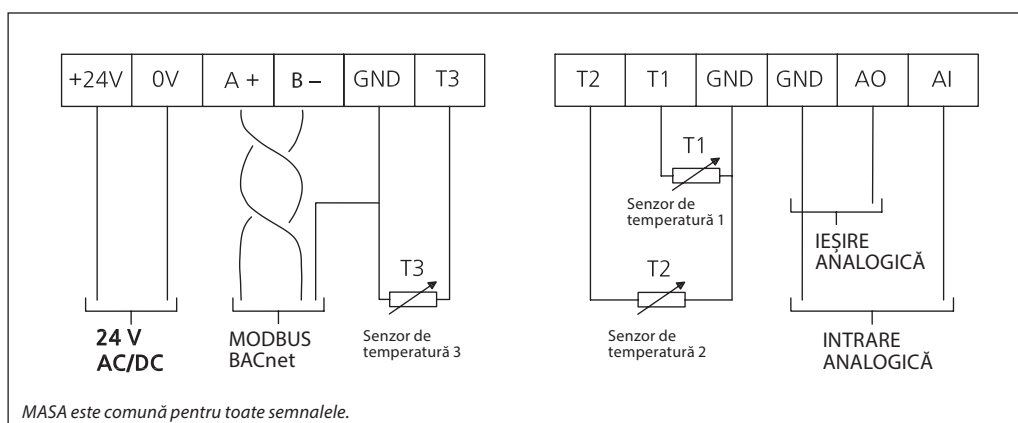 +24V 0V A + B – GND T3
T2 T1 GND GND AO AI
T1
Senzor de
temperatură 1
IEȘIRE
ANALOGICĂ
T3
T2
24 V
AC/DC
MODBUS
BACnet
Senzor de
temperatură 3
Senzor de
temperatură 2
INTRARE
ANALOGICĂ
MASA este comună pentru toate semnalele.